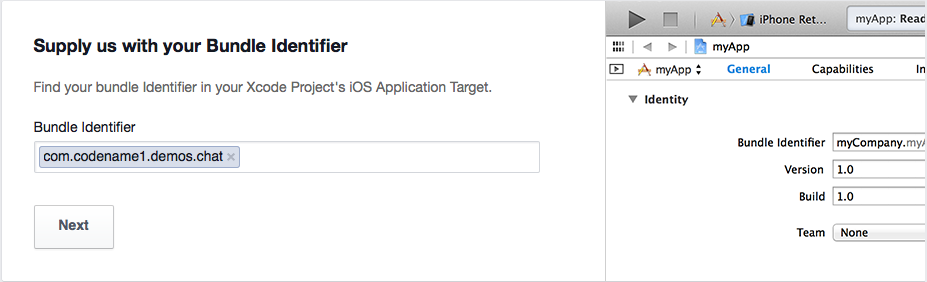 Supply us with your Bundle Identifier
Find your bundle Identifier in your Xcode Project's iOS Application Target.
Bundle Identifier
com.codename1.demos.chat ×
Next
iPhone Ret...
myApp: Read
myApp
myApp
General
Capabilities
In
Identity
Bundle Identifier
myCompany.myA
Version
1.0
Build
1.0
Team
None